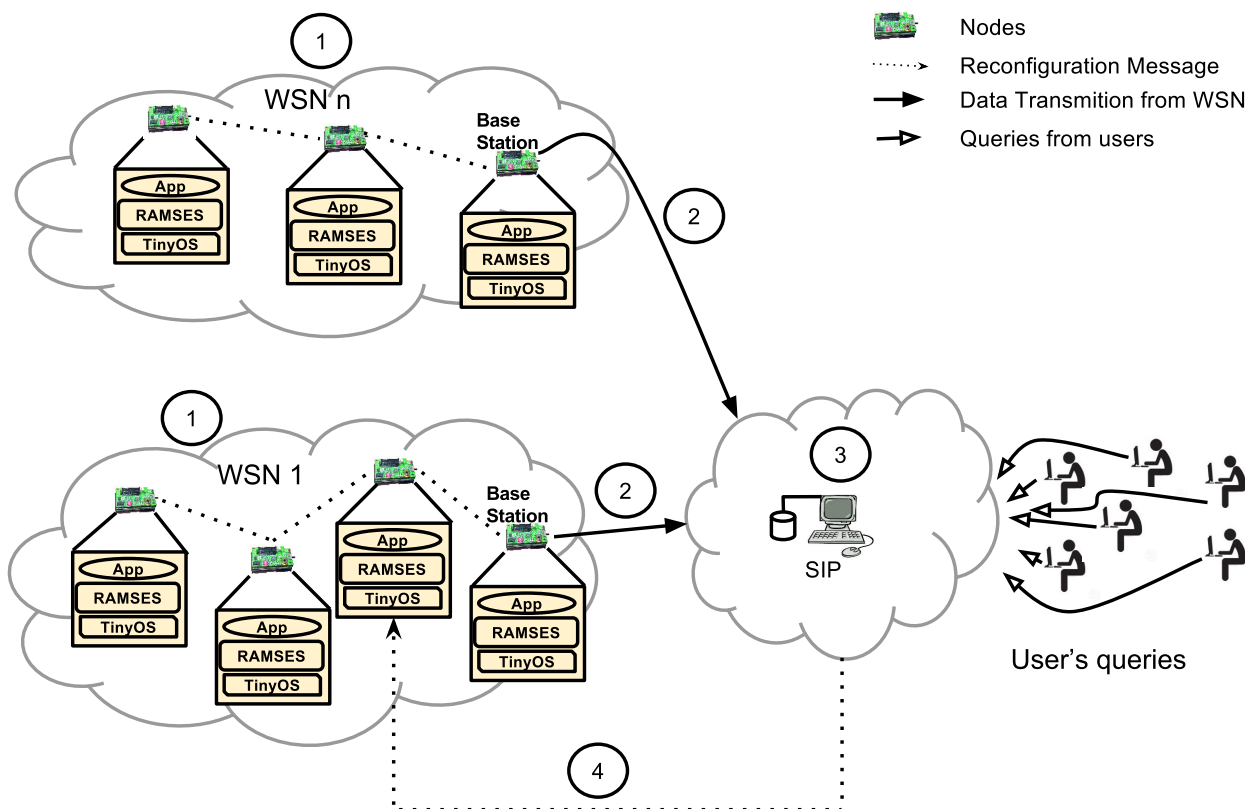 1
WSN n
Base
Station
App
RAMSES
TinyOS
App
RAMSES
TinyOS
App
RAMSES
TinyOS
2
Nodes
Reconfiguration Message
Data Transmition from WSN
Queries from users
1
WSN 1
Base
Station
App
RAMSES
TinyOS
App
RAMSES
TinyOS
App
RAMSES
TinyOS
App
RAMSES
TinyOS
2
3
SIP
User's queries
4